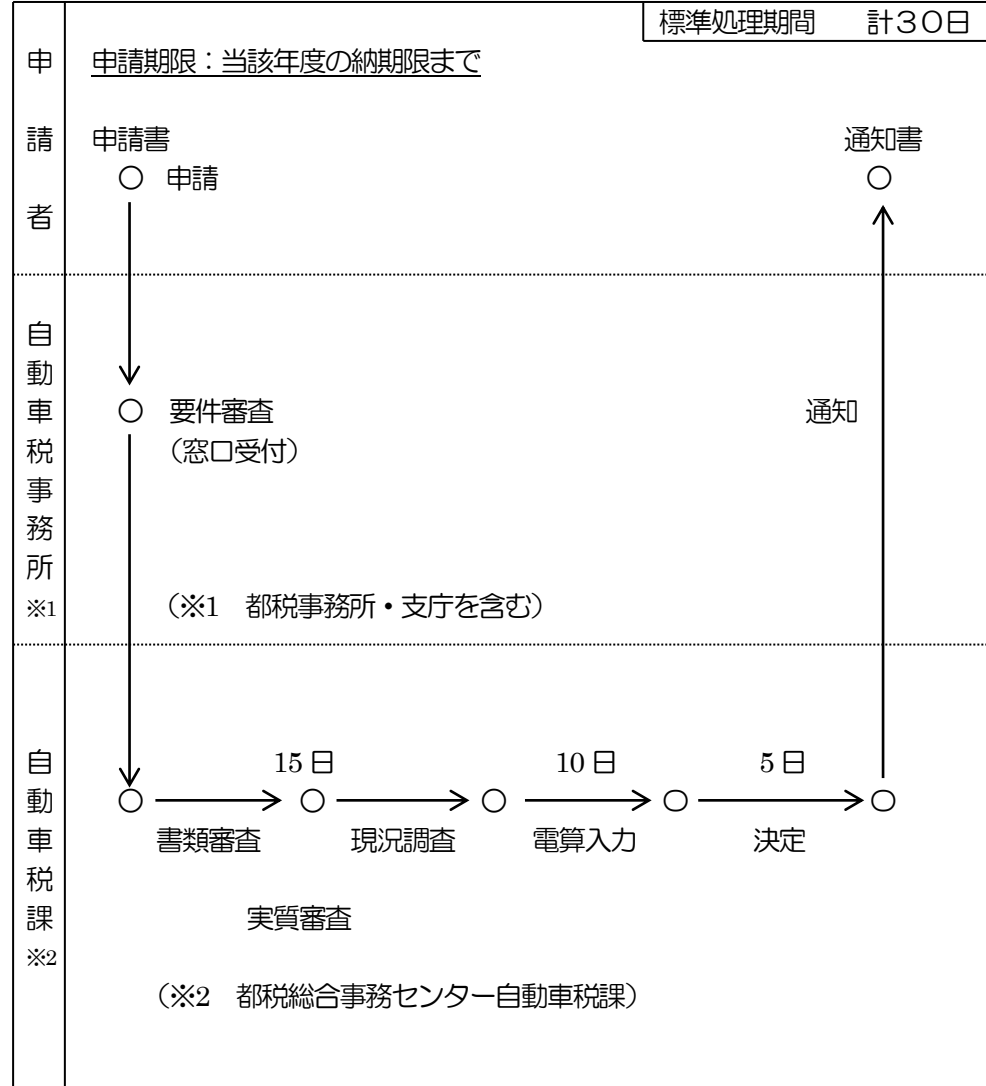 標準処理期間　計３０日
申請者
申請期限：当該年度の納期限まで
申請書
通知書
○ 申請
○
自動車税事務所※1
○ 要件審査
（窓口受付）
通知
（※1　都税事務所・支庁を含む）
自動車税課※2
15日
10日
5日
○ ○ ○ ○ ○
書類審査
現況調査
電算入力
決定
実質審査
（※2　都税総合事務センター自動車税課）